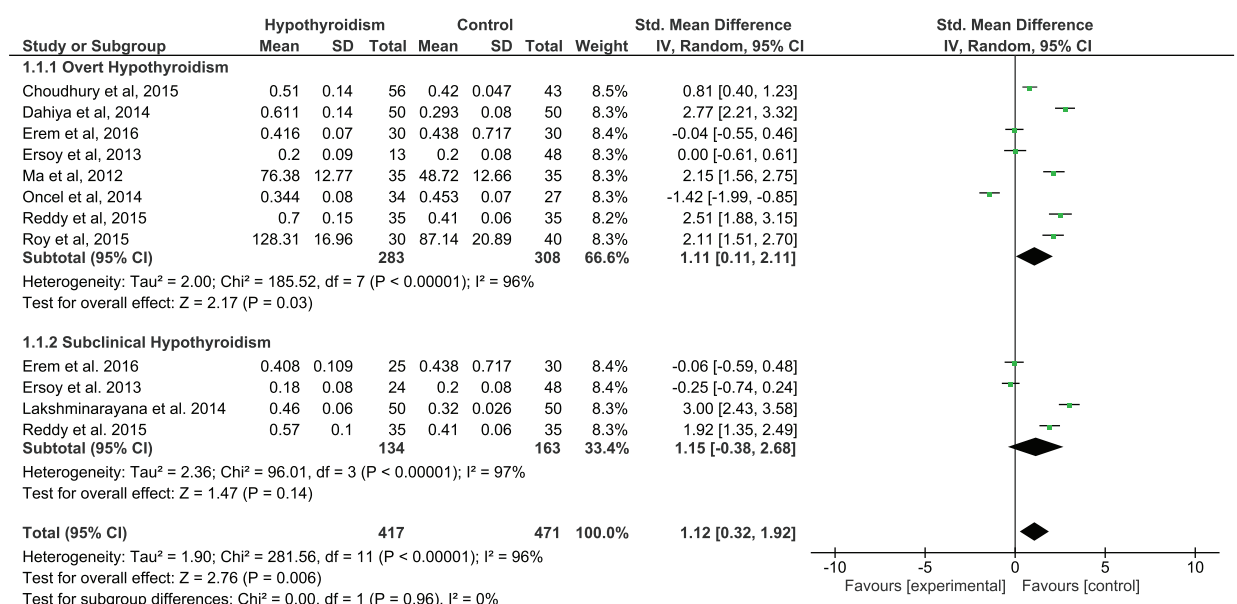 Hypothyroidism Control Std. Mean Difference Std. Mean Difference
Study or Subgroup Mean SD Total Mean SD Total Weight IV, Random, 95% CI IV, Random, 95% CI
1.1.1 Overt Hypothyroidism
Choudhury et al, 2015 0.51 0.14 56 0.42 0.047 43 8.5% 0.81 [0.40, 1.23]
Dahiya et al, 2014 0.611 0.14 50 0.293 0.08 50 8.3% 2.77 [2.21, 3.32]
Erem et al, 2016 0.416 0.07 30 0.438 0.717 30 8.4% -0.04 [-0.55, 0.46]
Ersoy et al, 2013 0.2 0.09 13 0.2 0.08 48 8.3% 0.00 [-0.61, 0.61]
Ma et al, 2012 76.38 12.77 35 48.72 12.66 35 8.3% 2.15 [1.56, 2.75]
Oncel et al, 2014 0.344 0.08 34 0.453 0.07 27 8.3% -1.42 [-1.99, -0.85]
Reddy et al, 2015 0.7 0.15 35 0.41 0.06 35 8.2% 2.51 [1.88, 3.15]
Roy et al, 2015 128.31 16.96 30 87.14 20.89 40 8.3% 2.11 [1.51, 2.70]
Subtotal (95% CI) 283 308 66.6% 1.11 [0.11, 2.11]
Heterogeneity: Tau² = 2.00; Chi² = 185.52, df = 7 (P < 0.00001); I² = 96%
Test for overall effect: Z = 2.17 (P = 0.03)
1.1.2 Subclinical Hypothyroidism
Erem et al. 2016 0.408 0.109 25 0.438 0.717 30 8.4% -0.06 [-0.59, 0.48]
Ersoy et al. 2013 0.18 0.08 24 0.2 0.08 48 8.4% -0.25 [-0.74, 0.24]
Lakshminarayana et al. 2014 0.46 0.06 50 0.32 0.026 50 8.3% 3.00 [2.43, 3.58]
Reddy et al. 2015 0.57 0.1 35 0.41 0.06 35 8.3% 1.92 [1.35, 2.49]
Subtotal (95% CI) 134 163 33.4% 1.15 [-0.38, 2.68]
Heterogeneity: Tau² = 2.36; Chi² = 96.01, df = 3 (P < 0.00001); I² = 97%
Test for overall effect: Z = 1.47 (P = 0.14)
Total (95% CI) 417 471 100.0% 1.12 [0.32, 1.92]
Heterogeneity: Tau² = 1.90; Chi² = 281.56, df = 11 (P < 0.00001); I² = 96%
Test for overall effect: Z = 2.76 (P = 0.006)
Test for subgroup differences: Chi² = 0.00, df = 1 (P = 0.96), I² = 0%
-10 -5 0 5 10
Favours [experimental] Favours [control]